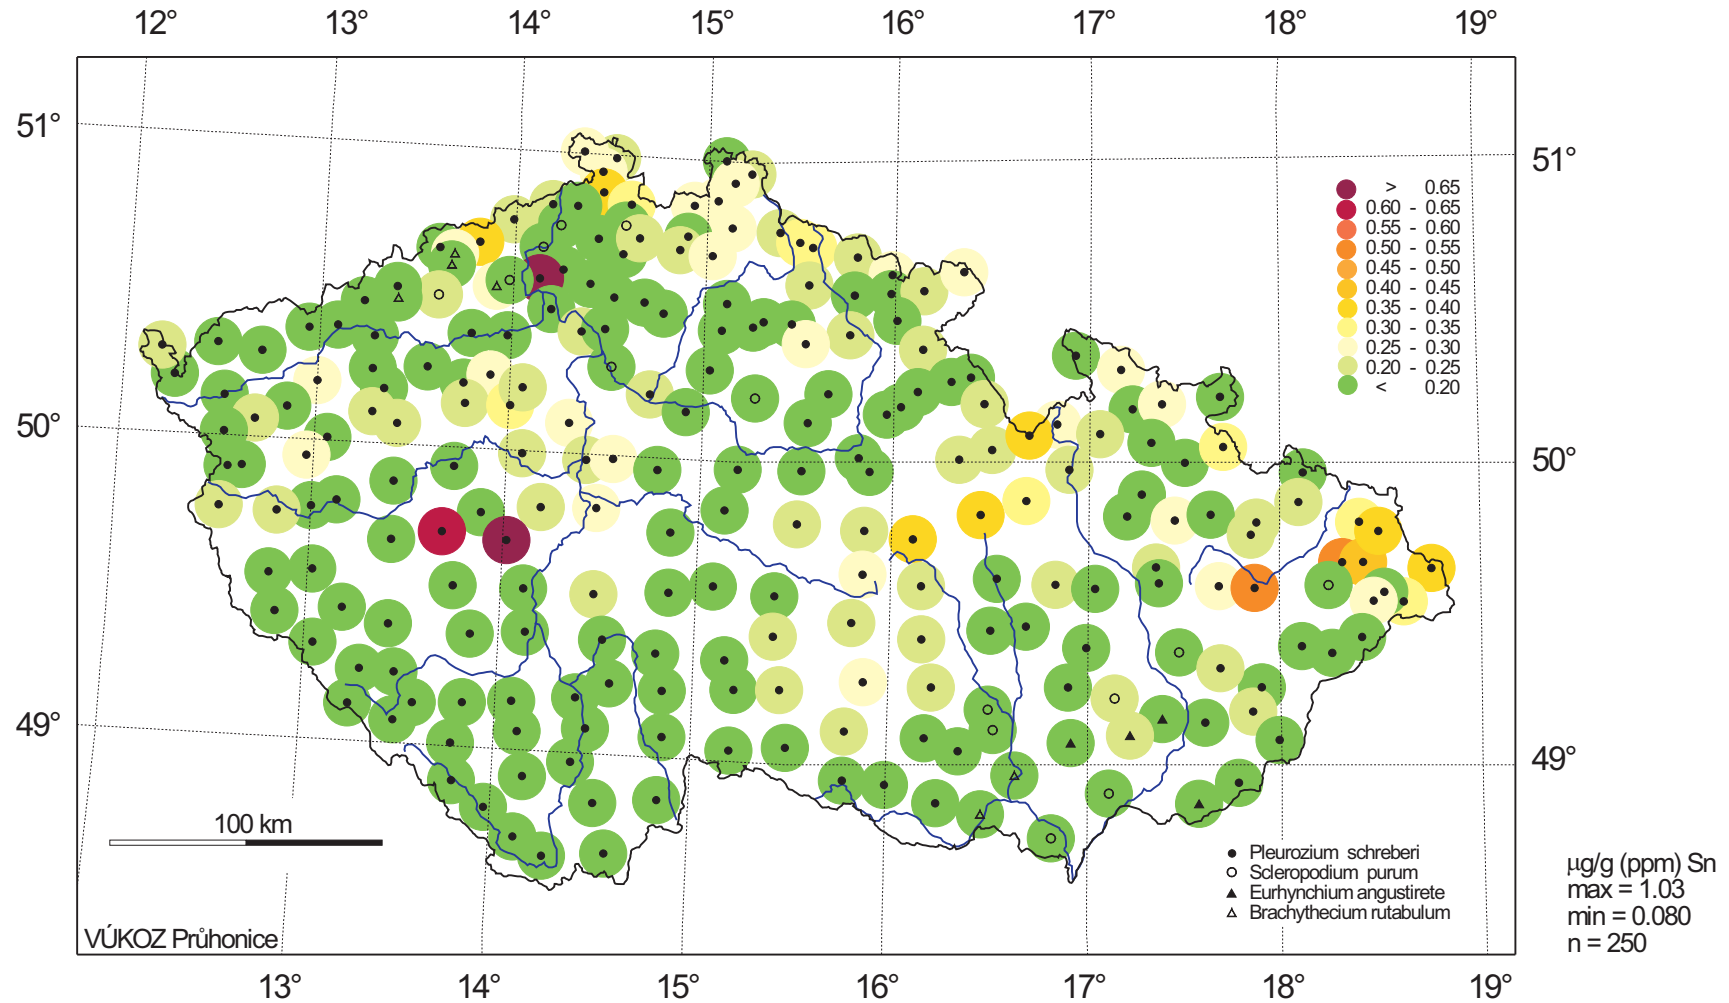 12° 13° 14° 15° 16° 17° 18° 19°
51°
51°
> 0.65
0.60 - 0.65
0.55 - 0.60
0.50 - 0.55
0.45 - 0.50
0.40 - 0.45
0.35 - 0.40
0.30 - 0.35
0.25 - 0.30
0.20 - 0.25
< 0.20
50°
50°
49°
49°
100 km
Pleurozium schreberi
Scleropodium purum
Eurhynchium angustirete
Brachythecium rutabulum
µg/g (ppm) Sn
max = 1.03
min = 0.080
n = 250
VÚKOZ Průhonice
13° 14° 15° 16° 17° 18° 19°